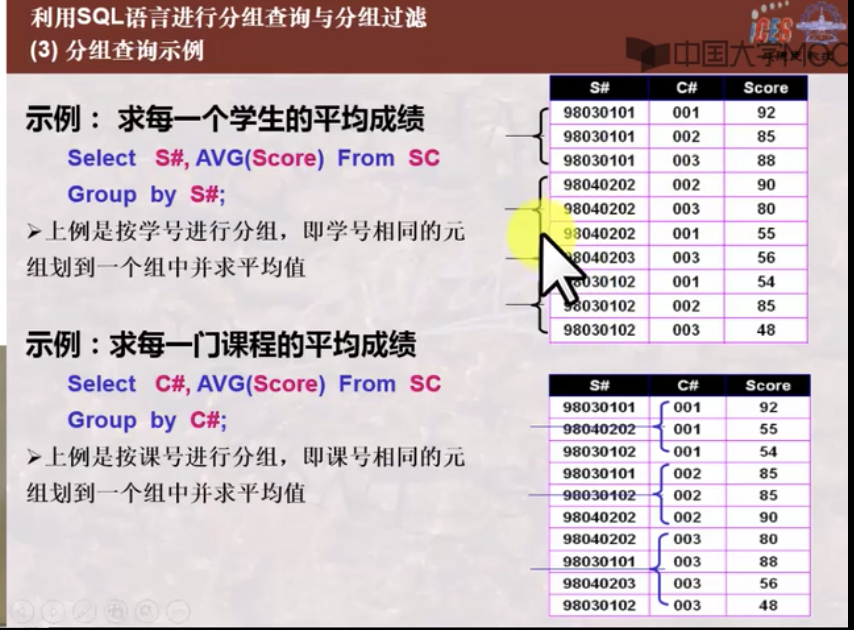 利用SQL语言进行分组查询与分组过滤
(3) 分组查询示例
中国大学MOO
示例： 求每一个学生的平均成绩
Select S#, AVG(Score) From SC
Group by S#;
➢上例是按学号进行分组，即学号相同的元
组划到一个组中并求平均值
S# C# Score
98030101 001 92
98030101 002 85
98030101 003 88
98040202 002 90
98040202 003 80
98040202 001 55
98040203 003 56
98030102 001 54
98030102 002 85
98030102 003 48
示例：求每一门课程的平均成绩
Select C#, AVG(Score) From SC
Group by C#;
➢上例是按课号进行分组，即课号相同的元
组划到一个组中并求平均值
S# C# Score
98030101 001 92
98040202 001 55
98030102 001 54
98030101 002 85
98030102 002 85
98040202 002 90
98040202 003 80
98030101 003 88
98040203 003 56
98030102 003 48